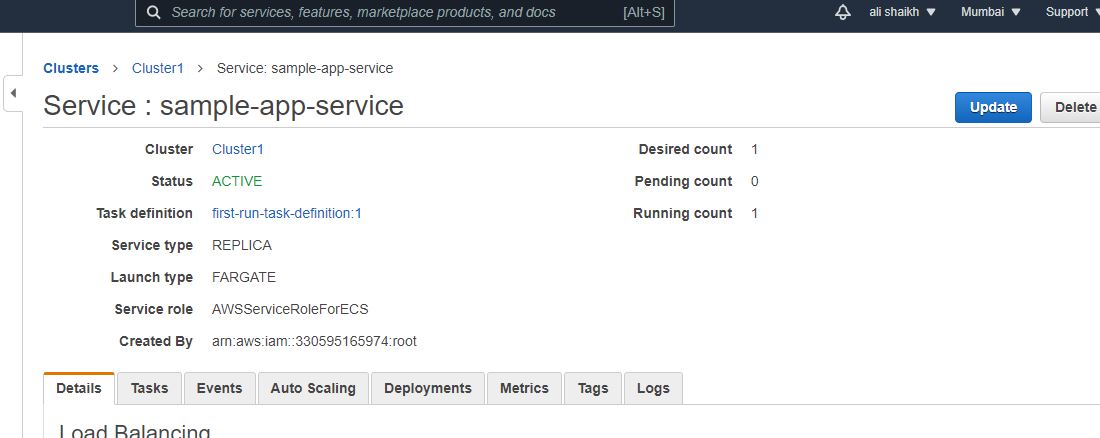 Search for services, features, marketplace products, and docs [Alt+S] ali shaikh Mumbai Support
Clusters > Cluster1 > Service: sample-app-service
Service : sample-app-service Update Delete
Cluster Cluster1 Desired count 1
Status ACTIVE Pending count 0
Task definition first-run-task-definition:1 Running count 1
Service type REPLICA
Launch type FARGATE
Service role AWSServiceRoleForECS
Created By arn:aws:iam::330595165974:root
Details Tasks Events Auto Scaling Deployments Metrics Tags Logs
Load Balancing